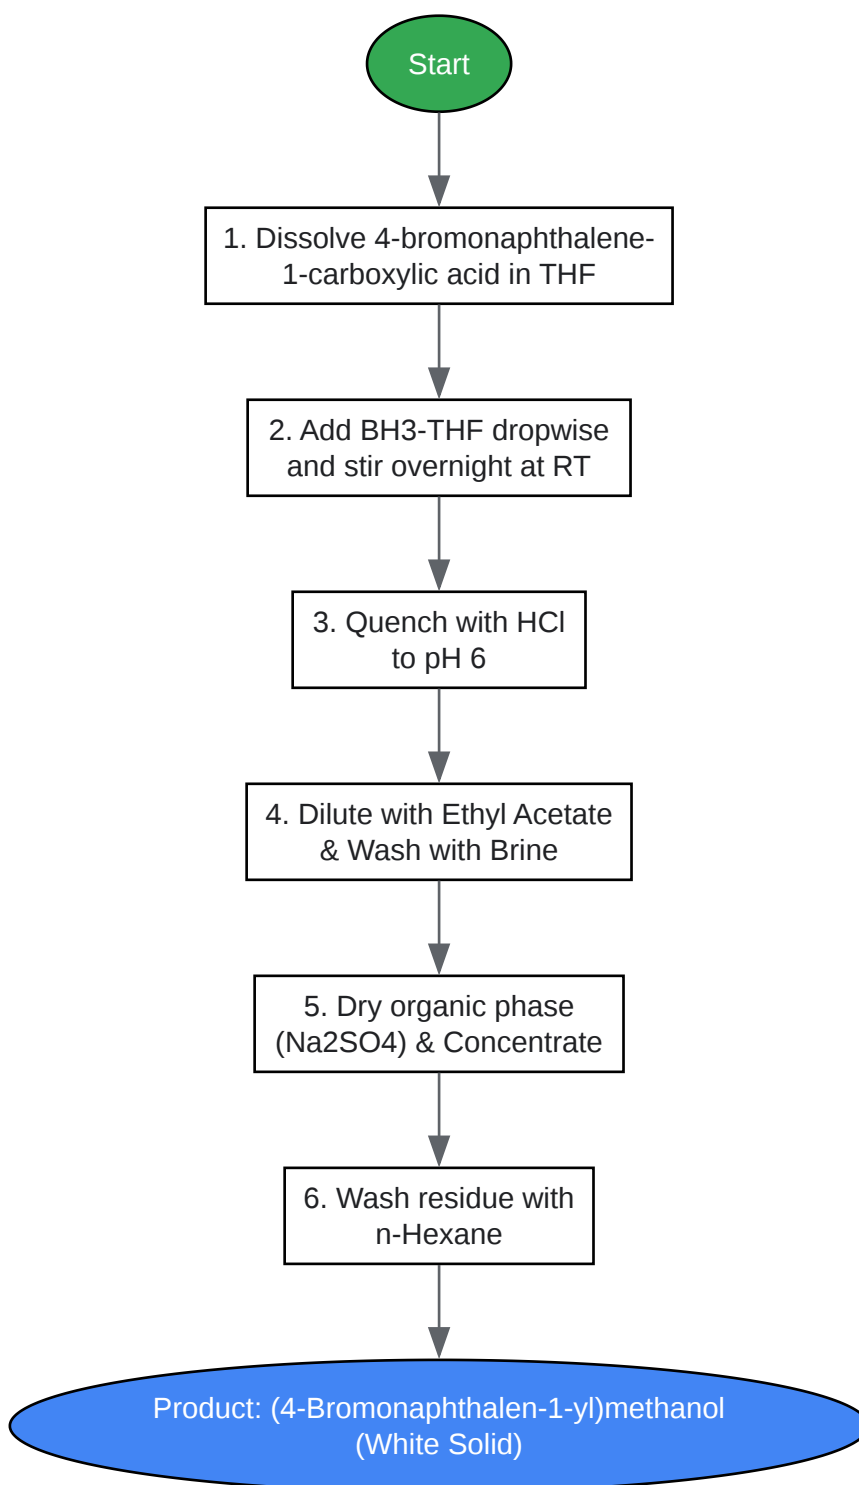 Start
1. Dissolve 4-bromonaphthalene-
1-carboxylic acid in THF
2. Add BH3-THF dropwise
and stir overnight at RT
3. Quench with HCl
to pH 6
4. Dilute with Ethyl Acetate
& Wash with Brine
5. Dry organic phase
(Na2SO4) & Concentrate
6. Wash residue with
n-Hexane
Product: (4-Bromonaphthalen-1-yl)methanol
(White Solid)